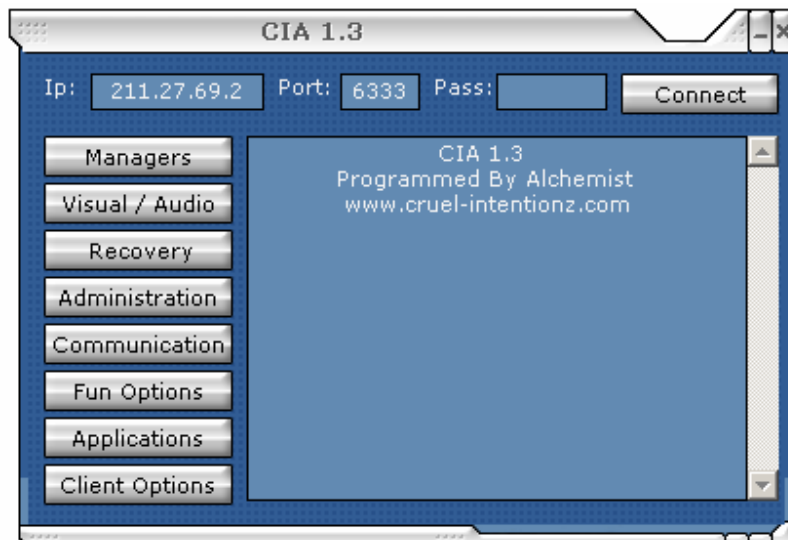 CIA 1.3
Ip: 211.27.69.2 Port: 6333 Pass: Connect
Managers
Visual / Audio
Recovery
Administration
Communication
Fun Options
Applications
Client Options
CIA 1.3
Programmed By Alchemist
www.cruel-intentionz.com